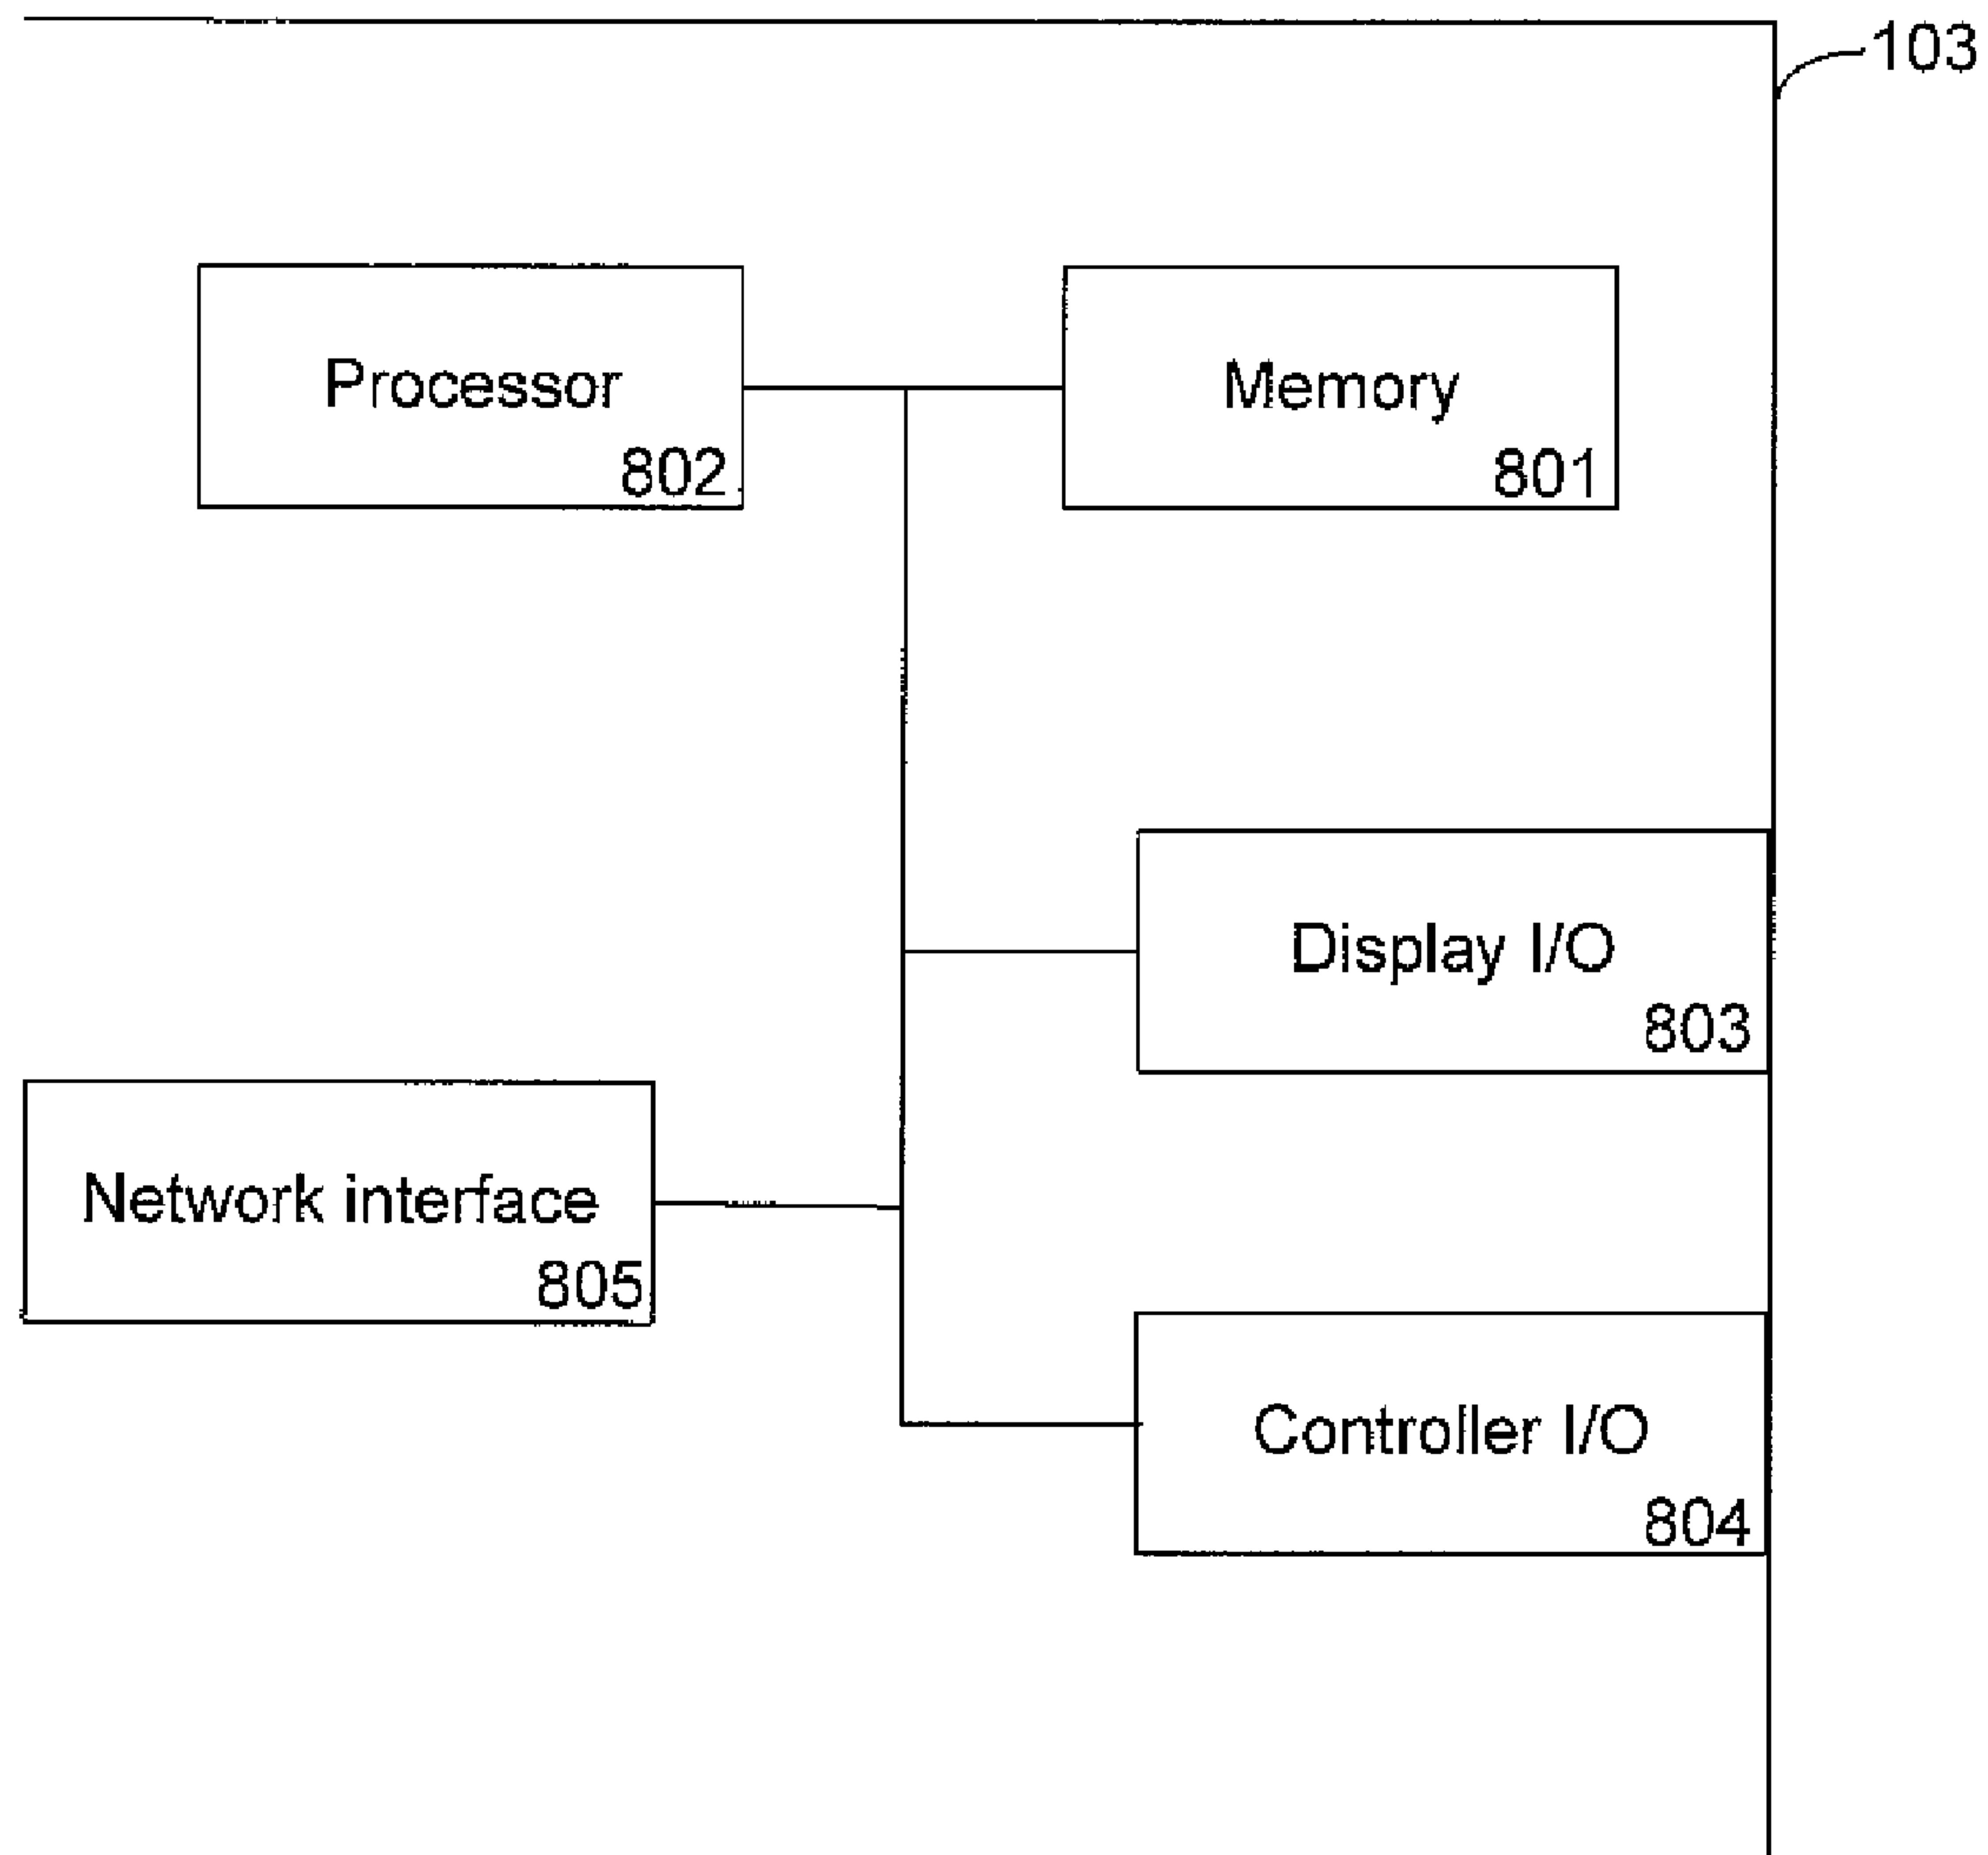 103
Processor
802
Memory
801
Display I/O
803
Network interface
805
Controller I/O
804